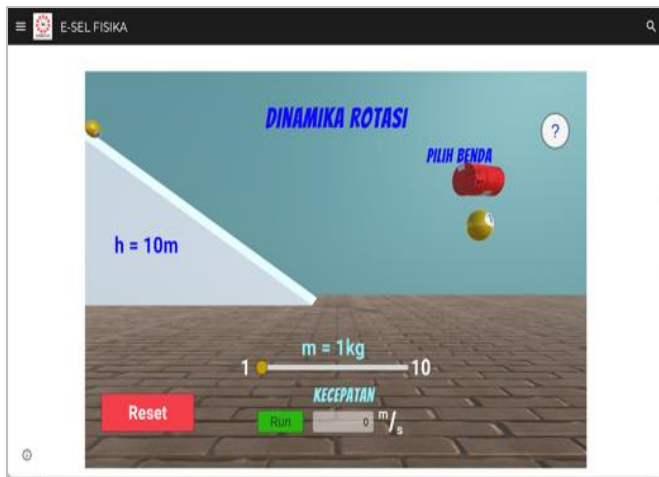 E-SEL FISIKA
DINAMIKA ROTASI
?
PILIH BENDA
h = 10m
m = 1kg
1 10
KECEPATAN
Reset
Run 0 m/s